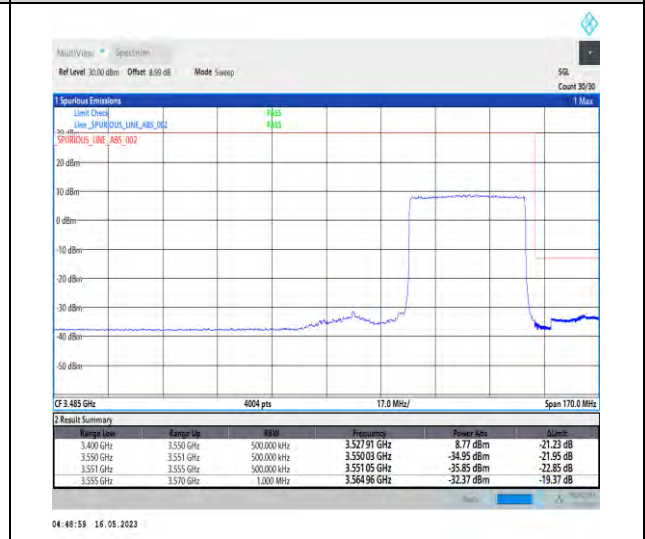 MultiView Spectrum
Ref Level 30.00 dBm Offset 8.99 dB Mode Sweep SGL
Count 30/30
1 Spurious Emissions 1 Max
Limit Check PASS
Line _SPURIOUS_LINE_ABS_002 PASS
_SPURIOUS_LINE_ABS_002
20 dBm
10 dBm
0 dBm
-10 dBm
-20 dBm
-30 dBm
-40 dBm
-50 dBm
CF 3.485 GHz 4004 pts 17.0 MHz/ Span 170.0 MHz
2 Result Summary
Range Low Range Up RBW Frequency Power Abs ΔLimit
3.400 GHz 3.550 GHz 500.000 kHz 3.527 91 GHz 8.77 dBm -21.23 dB
3.550 GHz 3.551 GHz 500.000 kHz 3.550 03 GHz -34.95 dBm -21.95 dB
3.551 GHz 3.555 GHz 500.000 kHz 3.551 05 GHz -35.85 dBm -22.85 dB
3.555 GHz 3.570 GHz 1.000 MHz 3.564 96 GHz -32.37 dBm -19.37 dB
04:48:59 16.05.2023